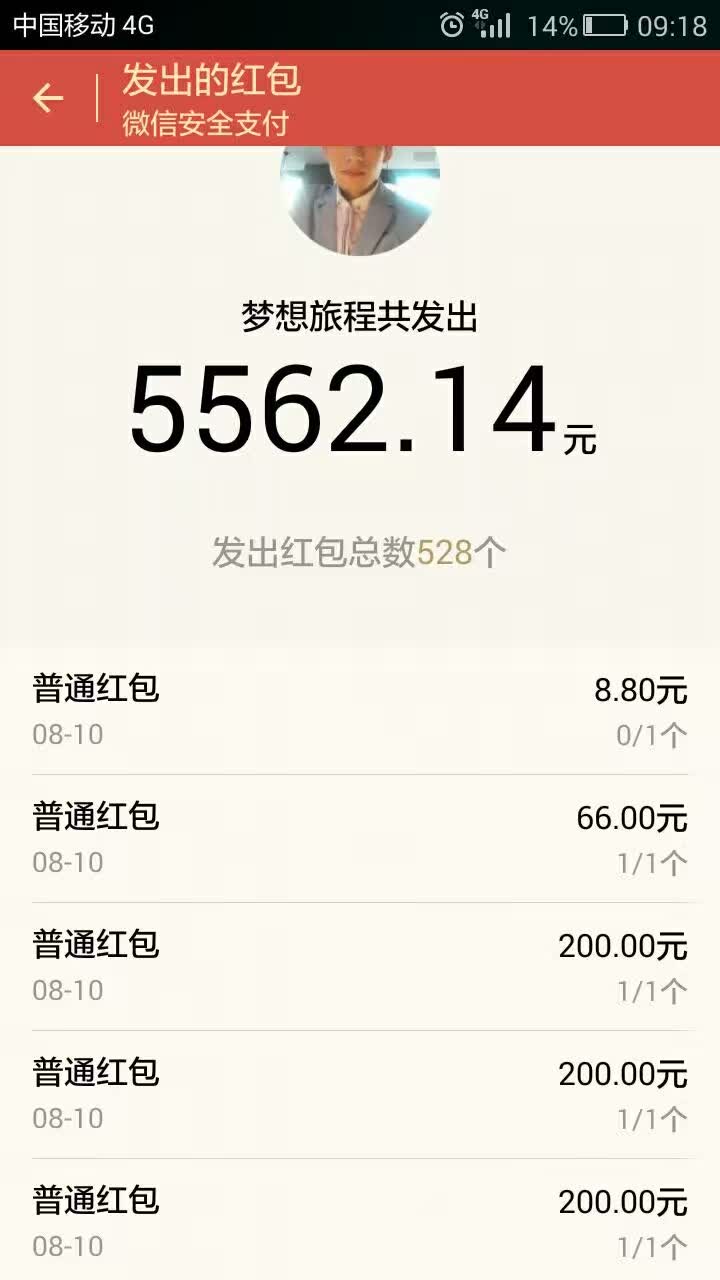 中国移动 4G 4G 14% 09:18
发出的红包
微信安全支付
梦想旅程共发出
5562.14元
发出红包总数528个
普通红包 8.80元
08-10 0/1个
普通红包 66.00元
08-10 1/1个
普通红包 200.00元
08-10 1/1个
普通红包 200.00元
08-10 1/1个
普通红包 200.00元
08-10 1/1个